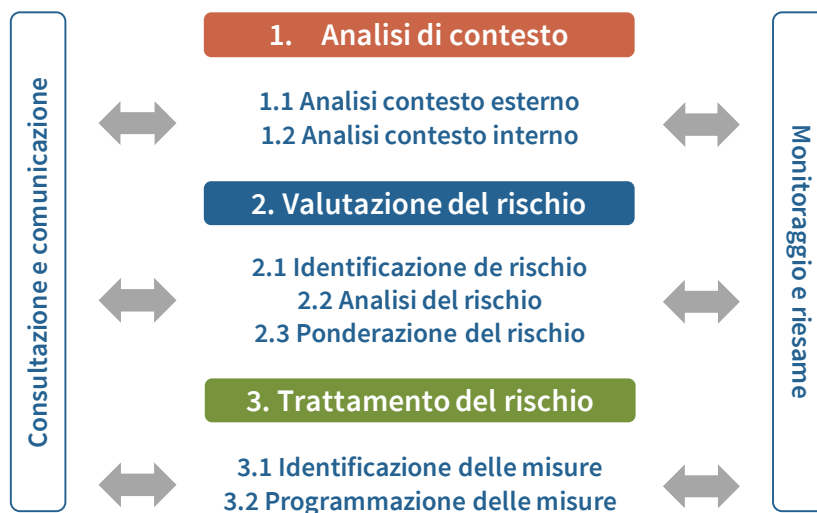 Consultazione e comunicazione
1. Analisi di contesto
1.1 Analisi contesto esterno
1.2 Analisi contesto interno
2. Valutazione del rischio
2.1 Identificazione de rischio
2.2 Analisi del rischio
2.3 Ponderazione del rischio
3. Trattamento del rischio
3.1 Identificazione delle misure
3.2 Programmazione delle misure
Monitoraggio e riesame